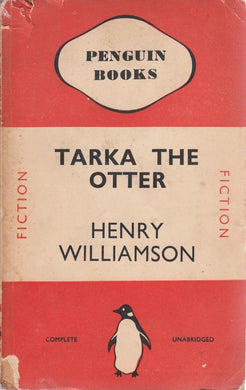 PENGUIN
BOOKS
TARKA THE
OTTER
FICTION
FICTION
HENRY
WILLIAMSON
COMPLETE
UNABRIDGED